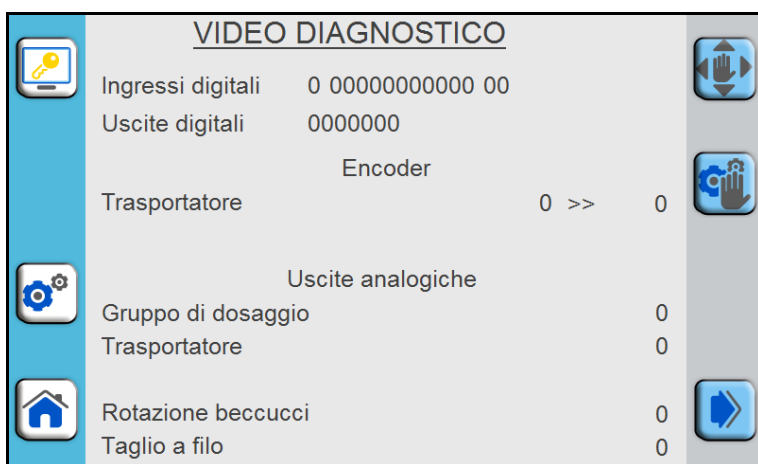 VIDEO DIAGNOSTICO
Ingressi digitali 0 00000000000 00
Uscite digitali 0000000
Encoder
Trasportatore 0 >> 0
Uscite analogiche
Gruppo di dosaggio 0
Trasportatore 0
Rotazione beccucci 0
Taglio a filo 0